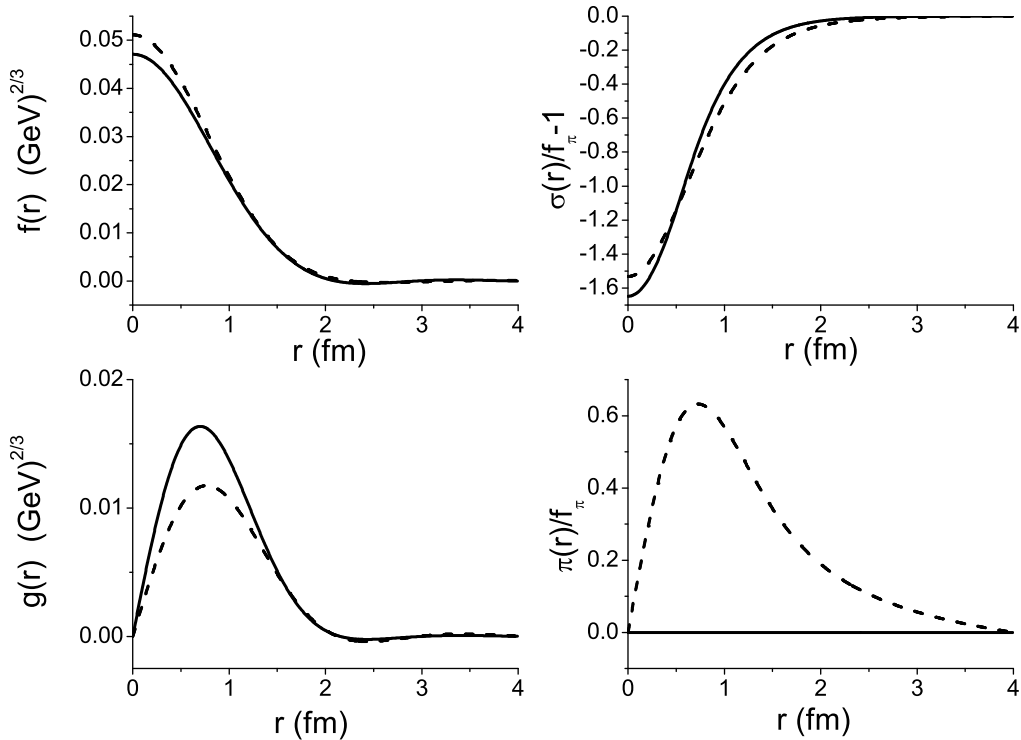 f(r) (GeV)^2/3
0.05
0.04
0.03
0.02
0.01
0.00
0 1 2 3 4
r (fm)
σ(r)/f_π -1
0.0
-0.2
-0.4
-0.6
-0.8
-1.0
-1.2
-1.4
-1.6
0 1 2 3 4
r (fm)
g(r) (GeV)^2/3
0.02
0.01
0.00
0 1 2 3 4
r (fm)
π(r)/f_π
0.6
0.4
0.2
0.0
0 1 2 3 4
r (fm)